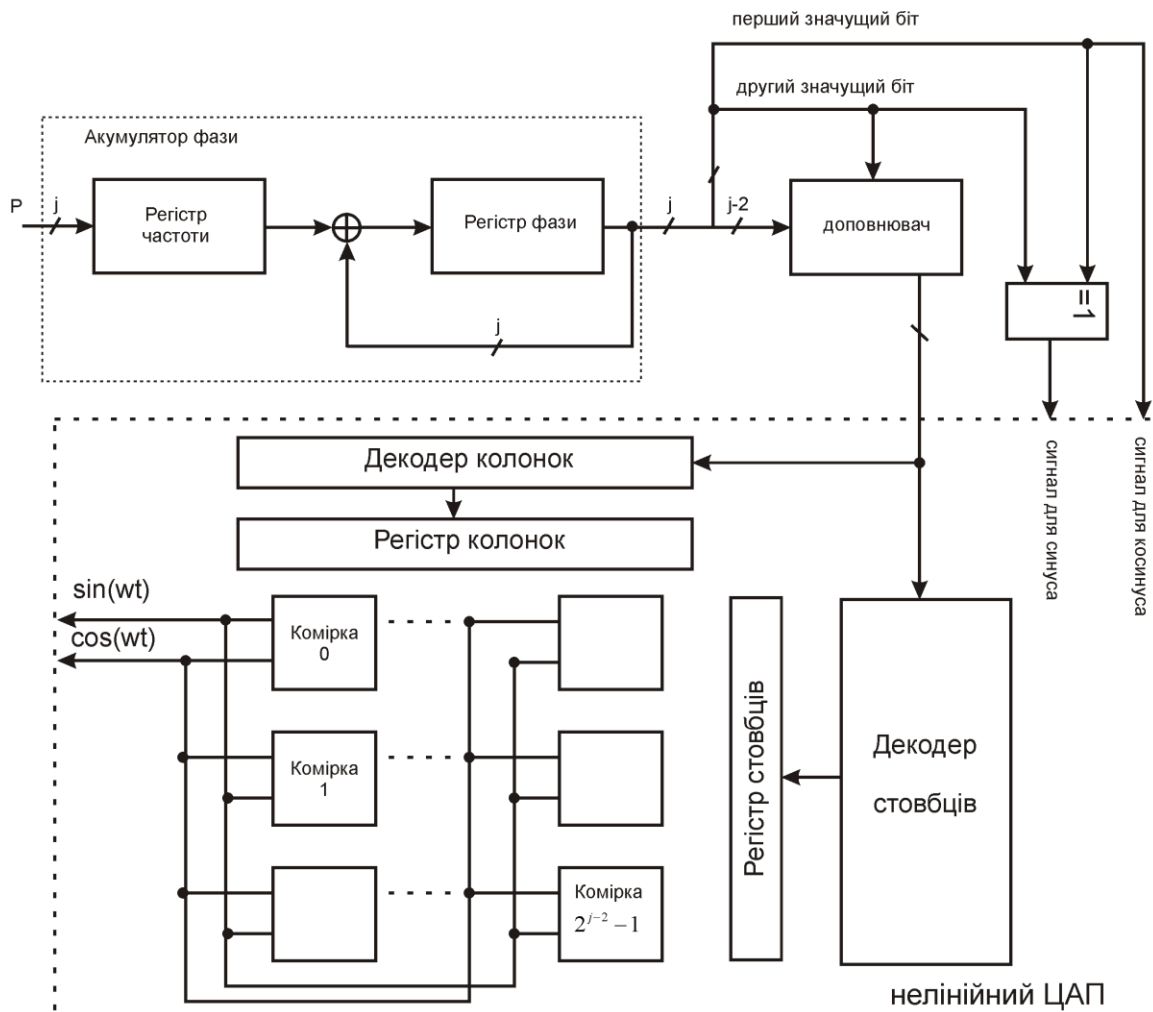 перший значущий біт
другий значущий біт
Акумулятор фази
P
j
Регістр
частоти
Регістр фази
j
j-2
доповнювач
j
=1
Декодер колонок
Регістр колонок
сигнал для синуса
сигнал для косинуса
sin(wt)
cos(wt)
Комірка
0
Комірка
1
Комірка
2^{j-2} − 1
Регістр стовбців
Декодер
стовбців
нелінійний ЦАП